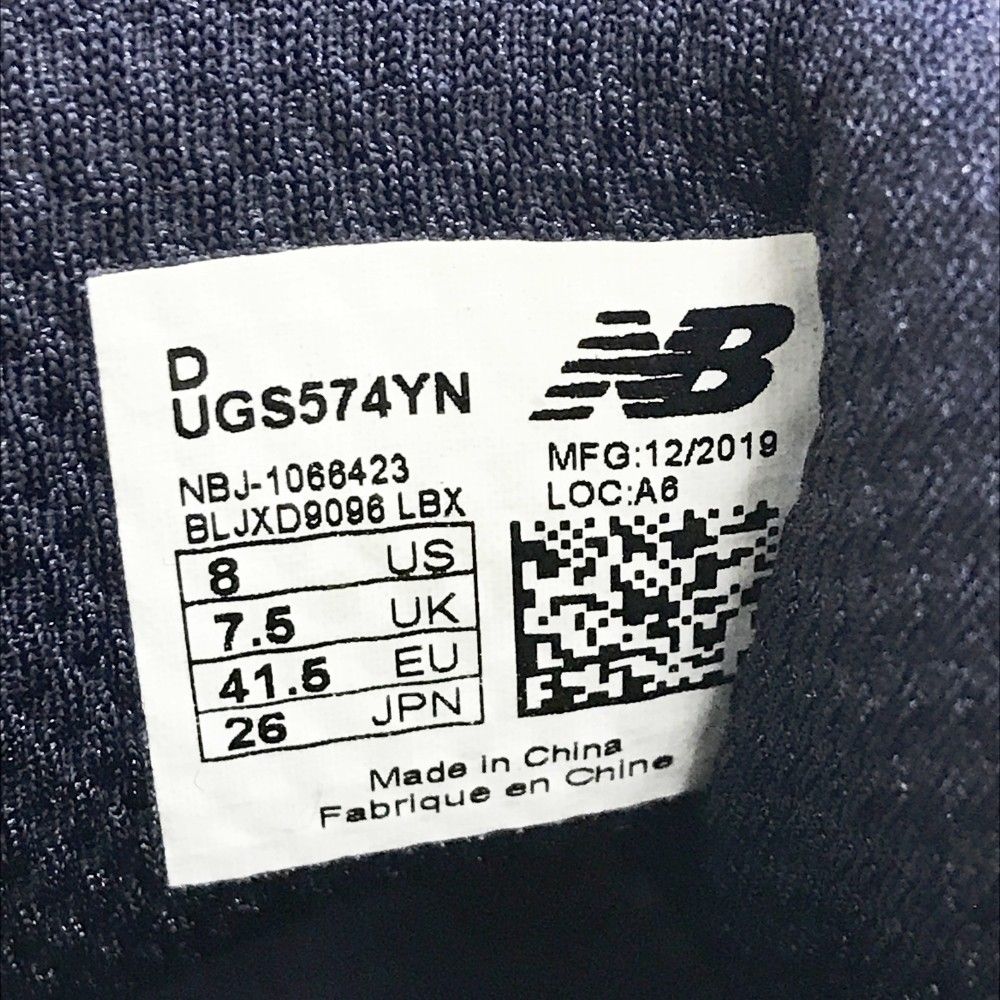 D
UGS574YN
NB
NBJ-1066423
BLJXD9096 LBX
MFG:12/2019
LOC:A6
8 US
7.5 UK
41.5 EU
26 JPN
Made in China
Fabrique en Chine